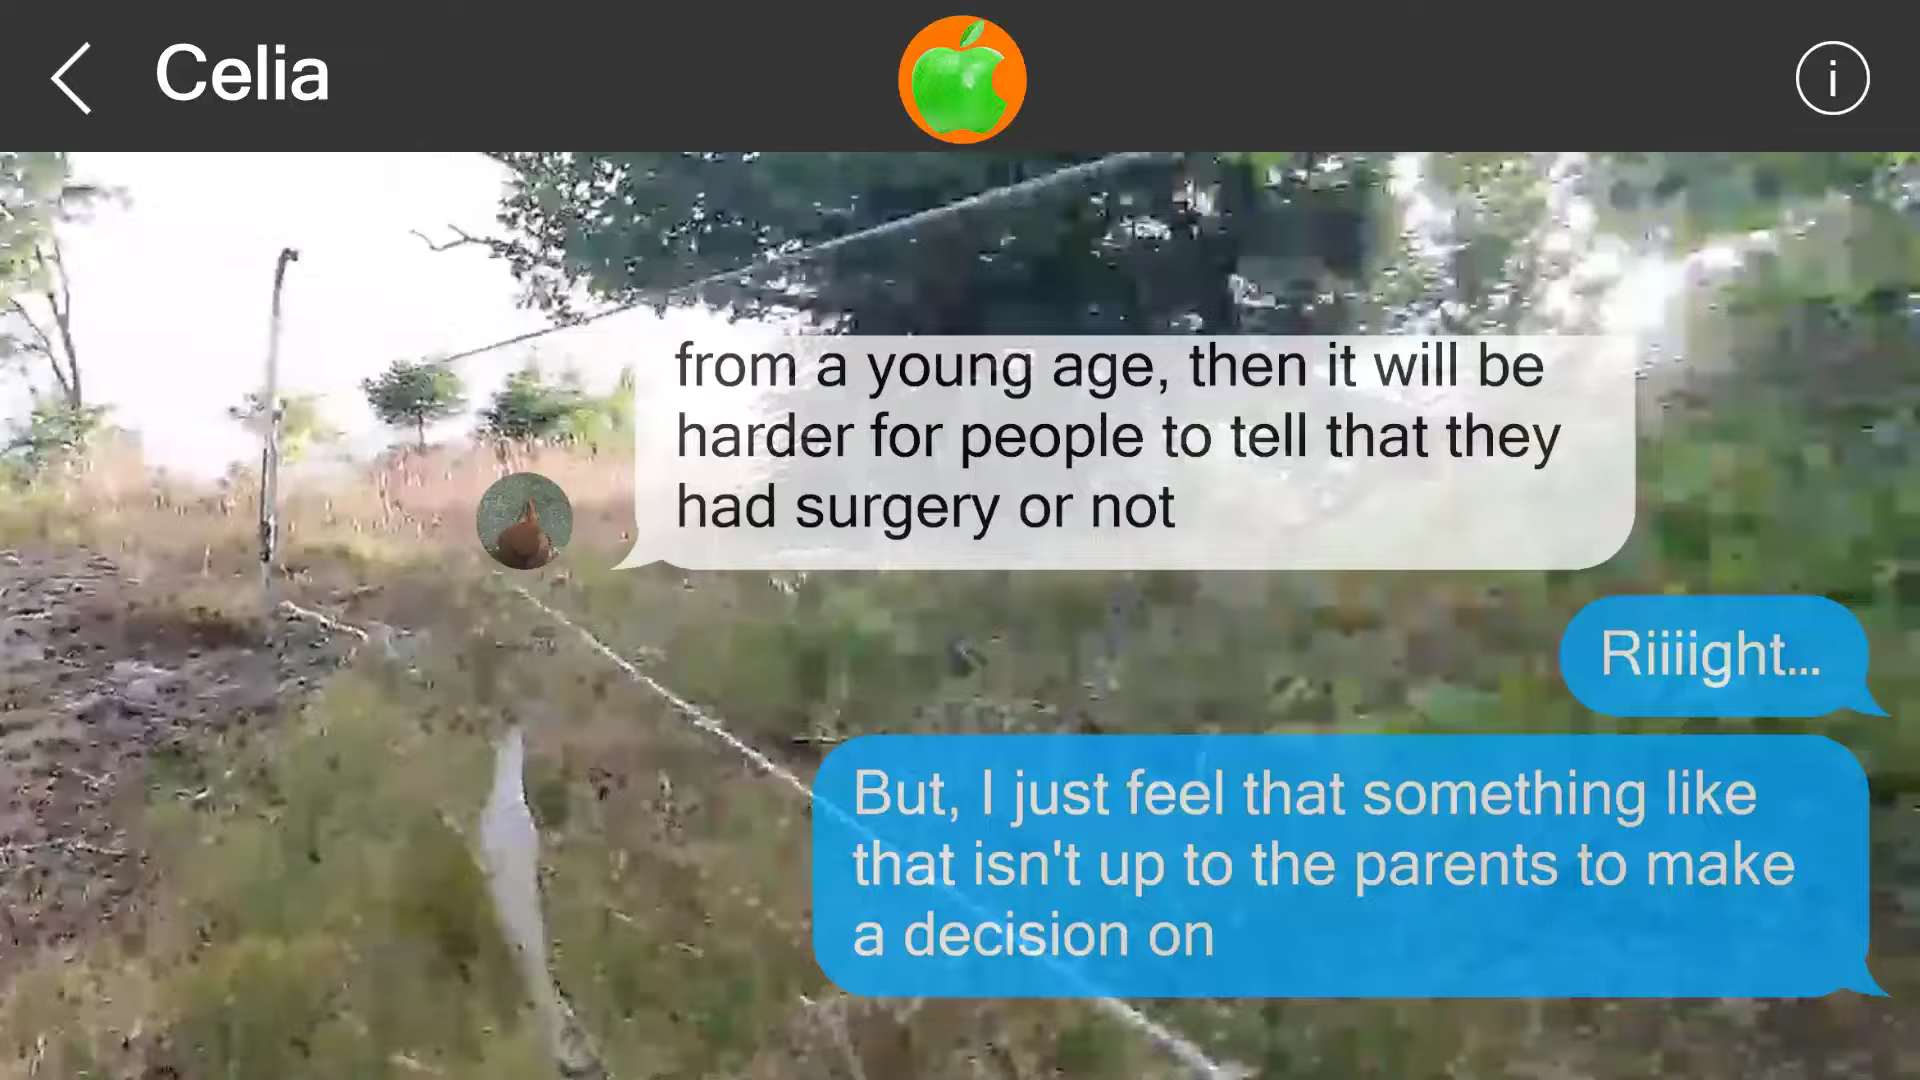 Celia
i
from a young age, then it will be
harder for people to tell that they
had surgery or not
Riiiight...
But, I just feel that something like
that isn't up to the parents to make
a decision on